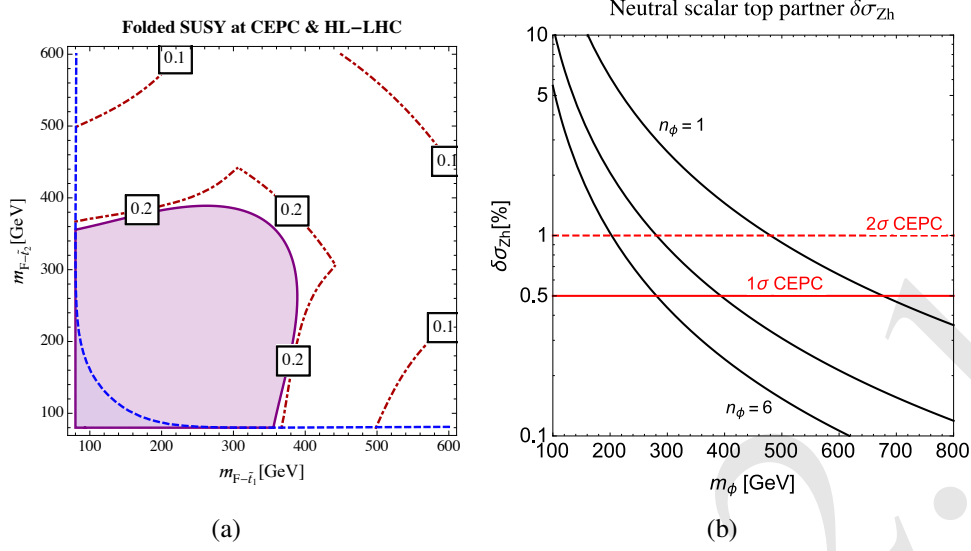 Folded SUSY at CEPC & HL−LHC
600
500
400
300
200
100
100 200 300 400 500 600
m_{F−t̃₂}[GeV]
m_{F−t̃₁}[GeV]
0.1
0.1
0.2
0.2
0.2
0.1
(a)
Neutral scalar top partner δσ_{Zh}
10
5
1
0.5
0.1
100 200 300 400 500 600 700 800
δσ_{Zh}[%]
m_ϕ [GeV]
n_ϕ = 1
2σ CEPC
1σ CEPC
n_ϕ = 6
(b)